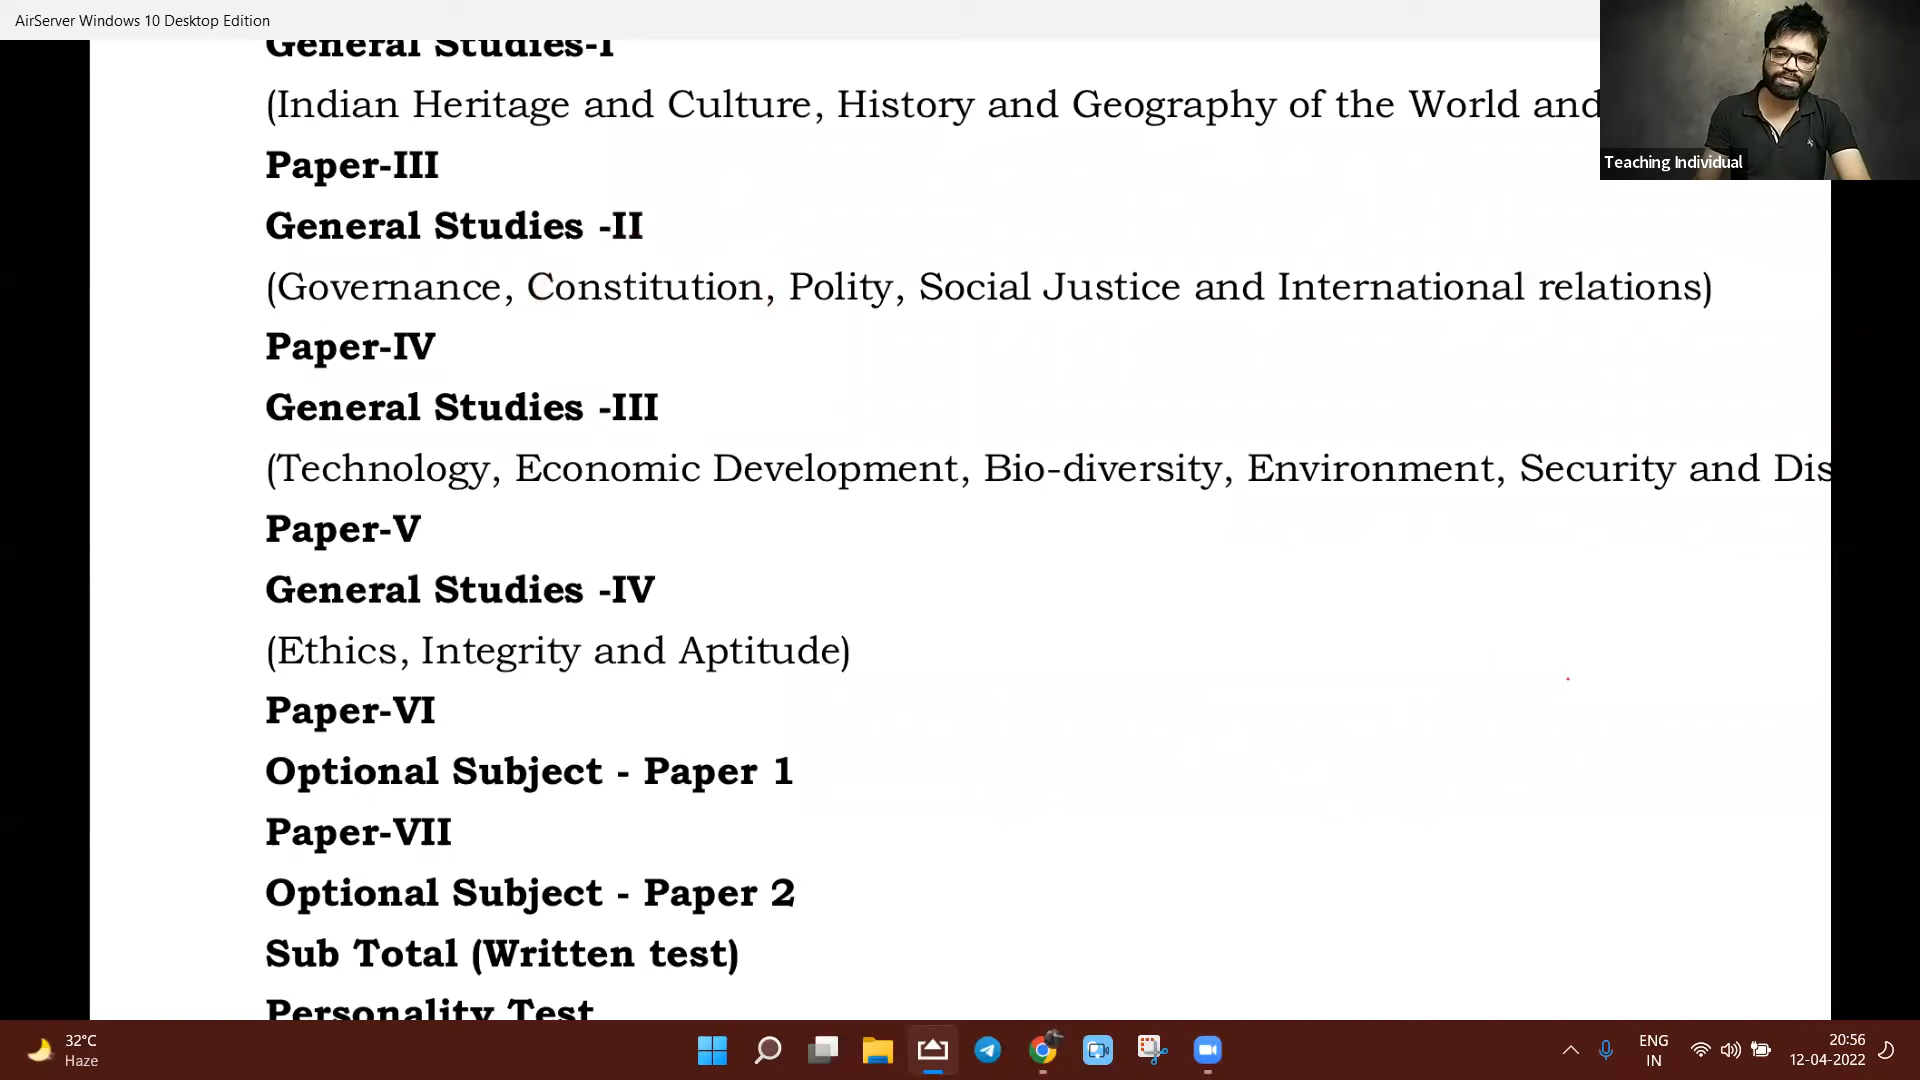 AirServer Windows 10 Desktop Edition
General Studies-I
(Indian Heritage and Culture, History and Geography of the World and
Teaching Individual
Paper-III
General Studies -II
(Governance, Constitution, Polity, Social Justice and International relations)
Paper-IV
General Studies -III
(Technology, Economic Development, Bio-diversity, Environment, Security and Dis
Paper-V
General Studies -IV
(Ethics, Integrity and Aptitude)
Paper-VI
Optional Subject - Paper 1
Paper-VII
Optional Subject - Paper 2
Sub Total (Written test)
Personality Test
32°C
Haze
ENG
IN
20:56
12-04-2022